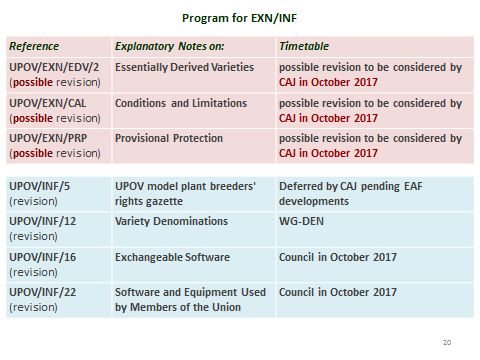 Program for EXN/INF
Reference Explanatory Notes on: Timetable
UPOV/EXN/EDV/2 Essentially Derived Varieties possible revision to be considered by
(possible revision) CAJ in October 2017
UPOV/EXN/CAL Conditions and Limitations possible revision to be considered by
(possible revision) CAJ in October 2017
UPOV/EXN/PRP Provisional Protection possible revision to be considered by
(possible revision) CAJ in October 2017
UPOV/INF/5 UPOV model plant breeders' Deferred by CAJ pending EAF
(revision) rights gazette developments
UPOV/INF/12 Variety Denominations WG-DEN
(revision)
UPOV/INF/16 Exchangeable Software Council in October 2017
(revision)
UPOV/INF/22 Software and Equipment Used Council in October 2017
(revision) by Members of the Union
20